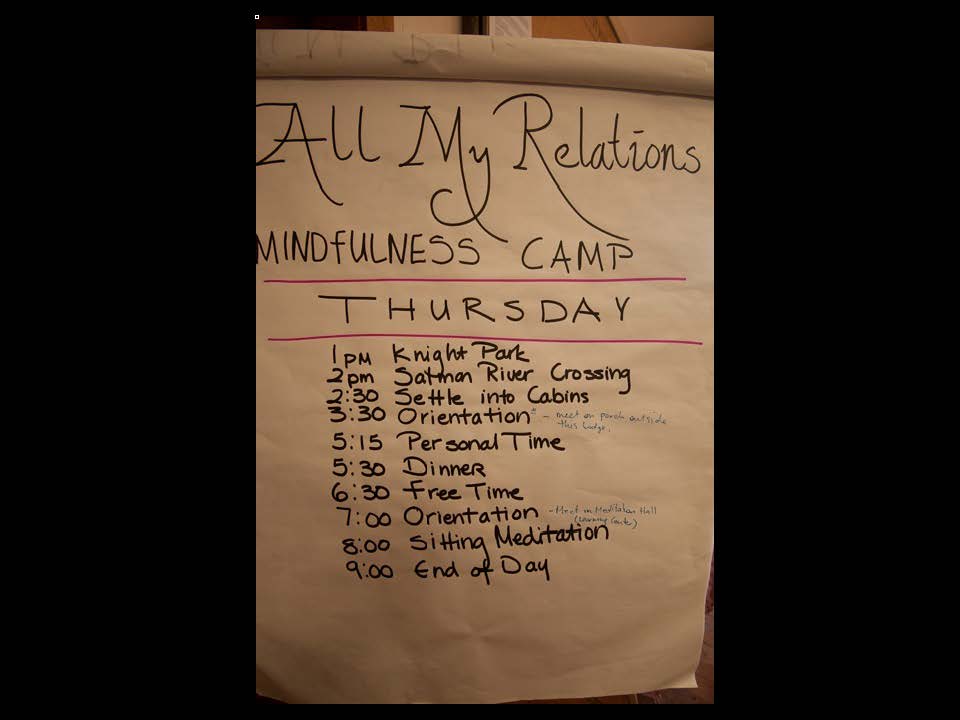 All My Relations
MINDFULNESS CAMP
THURSDAY
1PM Knight Park
2pm Salmon River Crossing
2:30 Settle into Cabins
3:30 Orientation* - meet on porch outside
this lodge.
5:15 Personal Time
5:30 Dinner
6:30 Free Time
7:00 Orientation - Meet in Meditation Hall
(Learning Center)
8:00 Sitting Meditation
9:00 End of Day